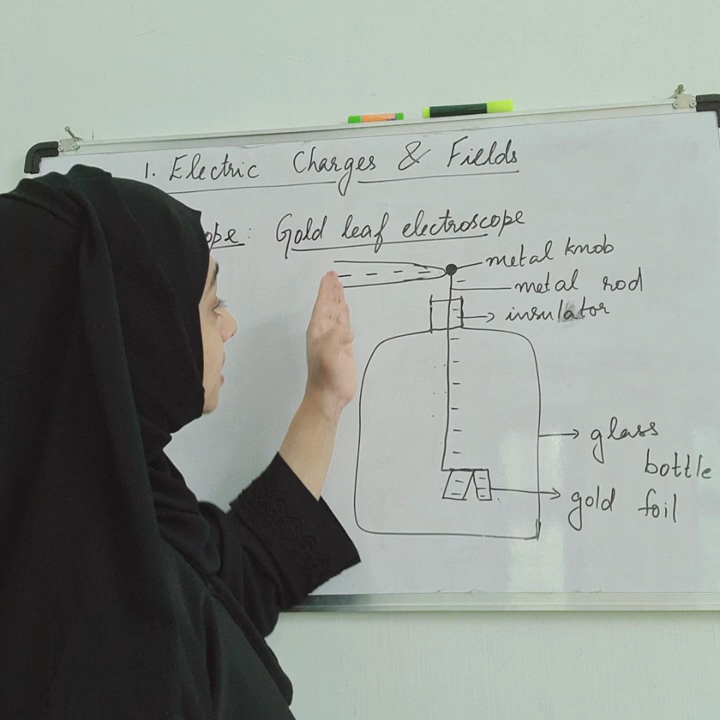 1. Electric Charges & Fields
ope: Gold leaf electroscope
metal knob
metal rod
insulator
glass
bottle
gold foil